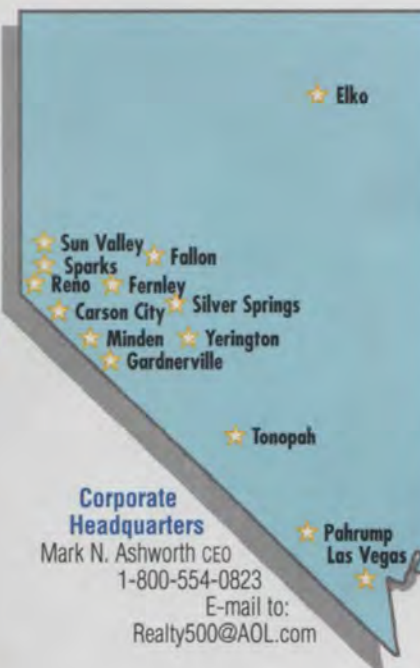 Elko
Sun Valley
Fallon
Sparks
Reno
Fernley
Silver Springs
Carson City
Minden
Yerington
Gardnerville
Tonopah
Pahrump
Las Vegas
Corporate
Headquarters
Mark N. Ashworth CEO
1-800-554-0823
E-mail to:
Realty500@AOL.com